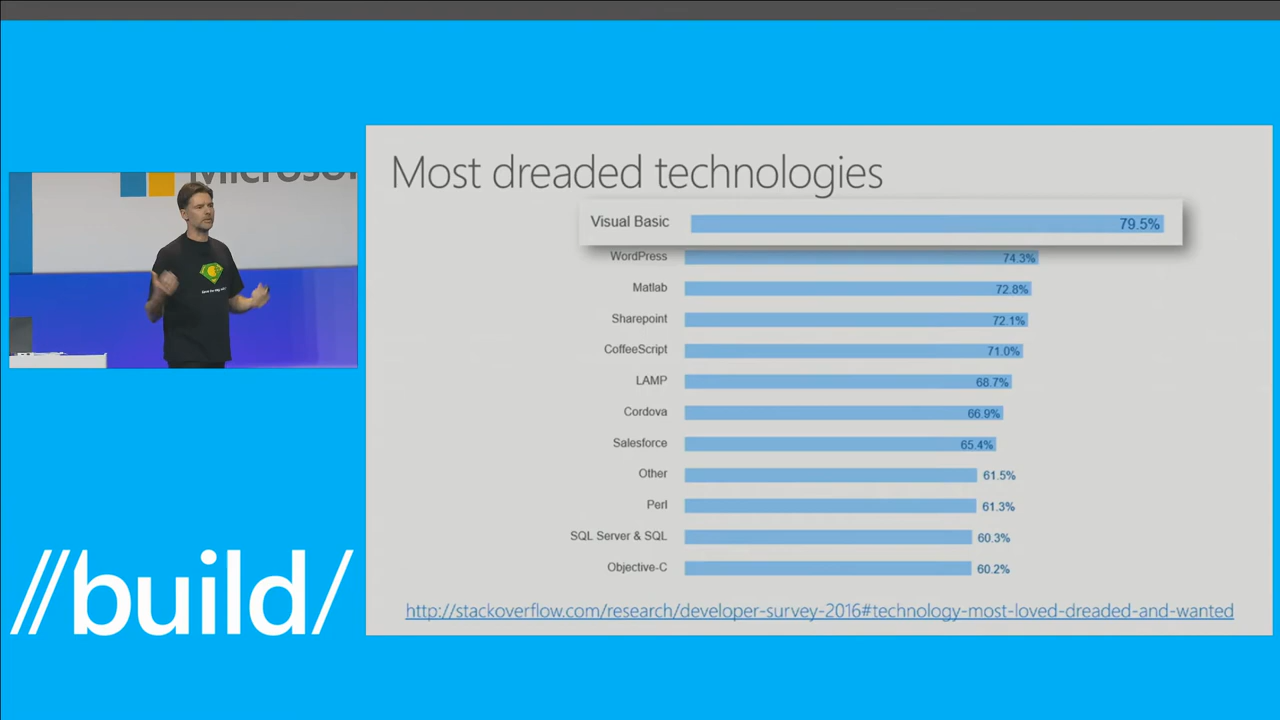 Microsof
Most dreaded technologies
Visual Basic 79.5%
WordPress 74.3%
Matlab 72.8%
Sharepoint 72.1%
CoffeeScript 71.0%
LAMP 68.7%
Cordova 66.9%
Salesforce 65.4%
Other 61.5%
Perl 61.3%
SQL Server & SQL 60.3%
Objective-C 60.2%
http://stackoverflow.com/research/developer-survey-2016#technology-most-loved-dreaded-and-wanted
//build/